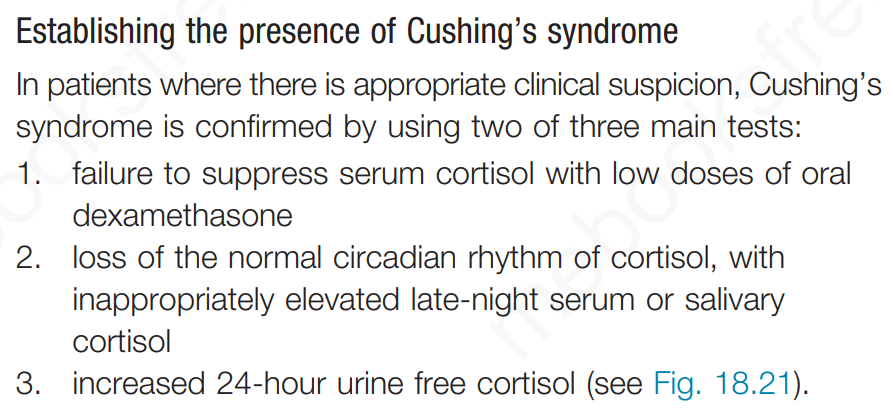 Establishing the presence of Cushing's syndrome
In patients where there is appropriate clinical suspicion, Cushing's
syndrome is confirmed by using two of three main tests:
1. failure to suppress serum cortisol with low doses of oral
dexamethasone
2. loss of the normal circadian rhythm of cortisol, with
inappropriately elevated late-night serum or salivary
cortisol
3. increased 24-hour urine free cortisol (see Fig. 18.21).